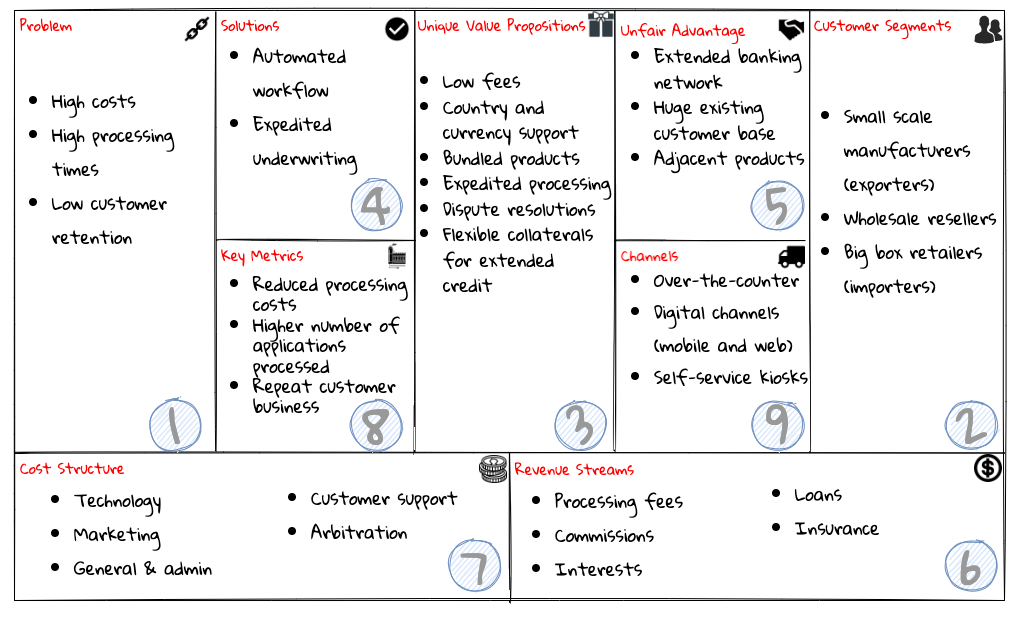 Problem
• High costs
• High processing
times
• Low customer
retention
1
Solutions
• Automated
workflow
• Expedited
underwriting
4
Key Metrics
• Reduced processing
costs
• Higher number of
applications
processed
• Repeat customer
business
8
Unique Value Propositions
• Low fees
• Country and
currency support
• Bundled products
• Expedited processing
• Dispute resolutions
• Flexible collaterals
for extended
credit
3
Unfair Advantage
• Extended banking
network
• Huge existing
customer base
• Adjacent products
5
Channels
• Over-the-counter
• Digital channels
(mobile and web)
• Self-service kiosks
9
Customer Segments
• Small scale
manufacturers
(exporters)
• Wholesale resellers
• Big box retailers
(importers)
2
Cost Structure
• Technology
• Marketing
• General & admin
• Customer support
• Arbitration
7
Revenue Streams
$
• Processing fees
• Commissions
• Interests
• Loans
• Insurance
6